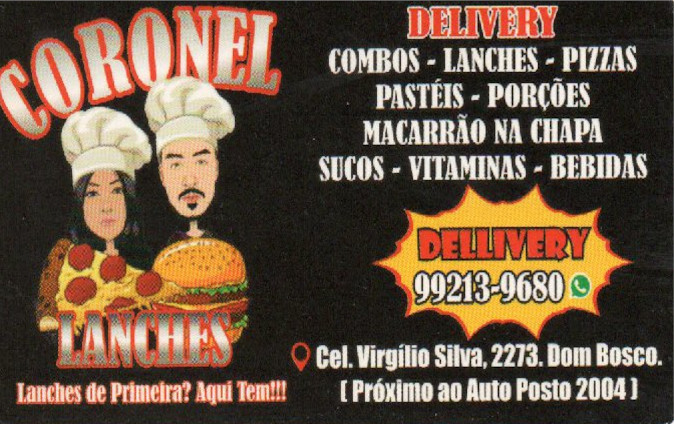 CORONEL
LANCHES
Lanches de Primeira? Aqui Tem!!!
DELIVERY
COMBOS - LANCHES - PIZZAS
PASTÉIS - PORÇÕES
MACARRÃO NA CHAPA
SUCOS - VITAMINAS - BEBIDAS
DELLIVERY
99213-9680
Cel. Virgílio Silva, 2273. Dom Bosco.
( Próximo ao Auto Posto 2004 )